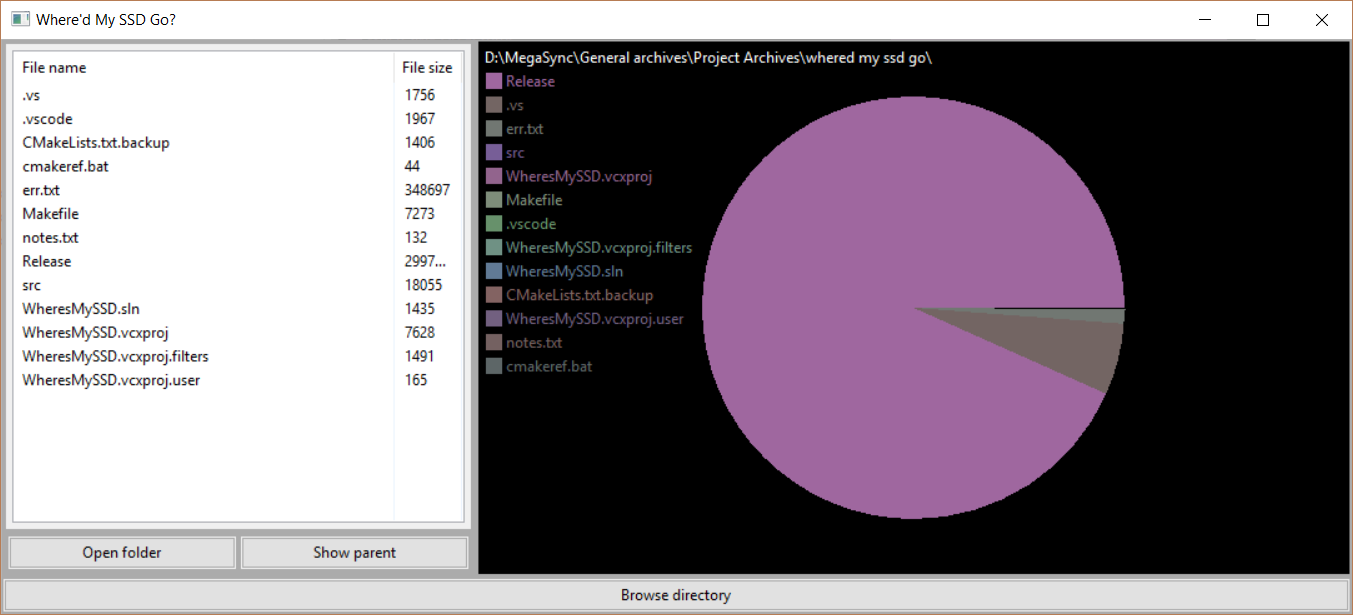 Where'd My SSD Go?
File name File size
.vs 1756
.vscode 1967
CMakeLists.txt.backup 1406
cmakeref.bat 44
err.txt 348697
Makefile 7273
notes.txt 132
Release 2997...
src 18055
WheresMySSD.sln 1435
WheresMySSD.vcxproj 7628
WheresMySSD.vcxproj.filters 1491
WheresMySSD.vcxproj.user 165
Open folder Show parent
D:\MegaSync\General archives\Project Archives\whered my ssd go\
Release
.vs
err.txt
src
WheresMySSD.vcxproj
Makefile
.vscode
WheresMySSD.vcxproj.filters
WheresMySSD.sln
CMakeLists.txt.backup
WheresMySSD.vcxproj.user
notes.txt
cmakeref.bat
Browse directory